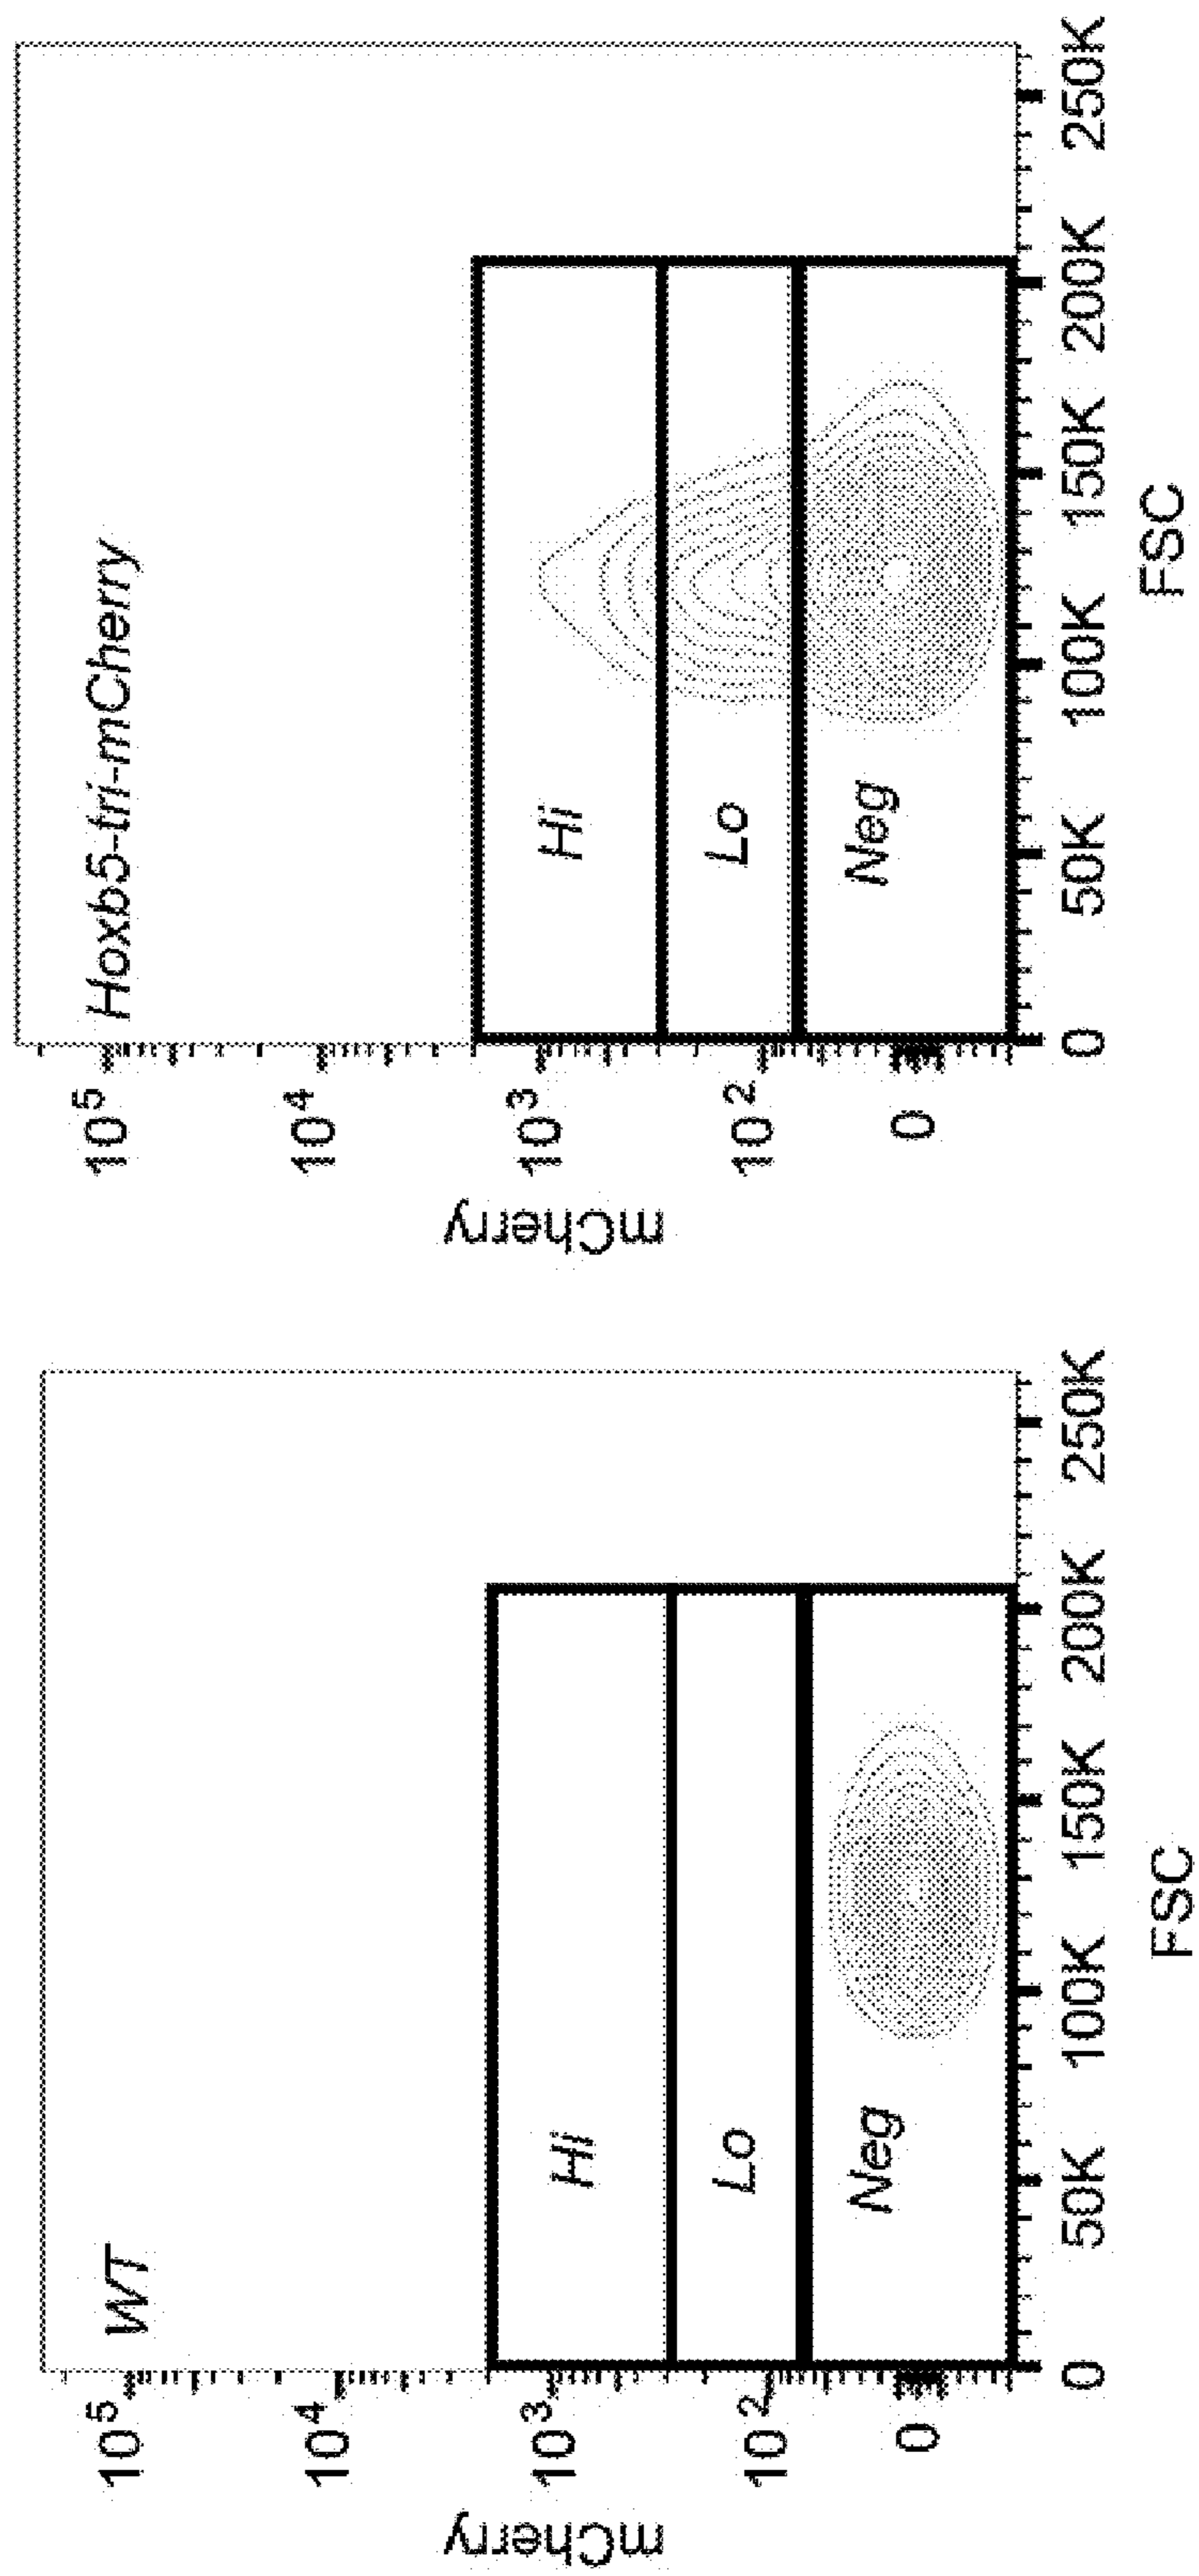 WT
mCherry
10⁵
10⁴
10³
10²
0
Hi
Lo
Neg
0 50K 100K 150K 200K 250K
FSC
Hoxb5-tri-mCherry
mCherry
10⁵
10⁴
10³
10²
0
Hi
Lo
Neg
0 50K 100K 150K 200K 250K
FSC